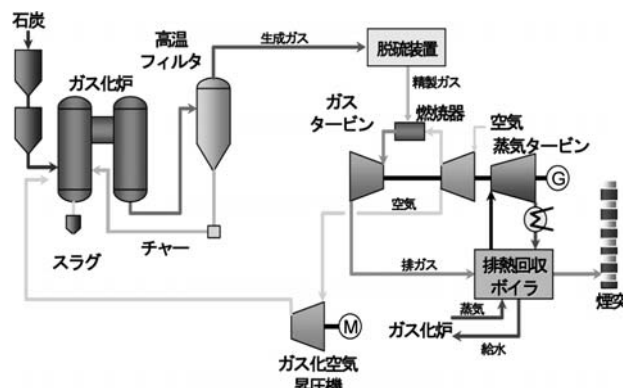 石炭
ガス化炉
高温
フィルタ
生成ガス
脱硫装置
精製ガス
ガス
タービン
燃焼器
空気
蒸気タービン
G
空気
スラグ
チャー
排ガス
排熱回収
ボイラ
煙突
蒸気
ガス化炉
給水
M
ガス化空気
昇圧機